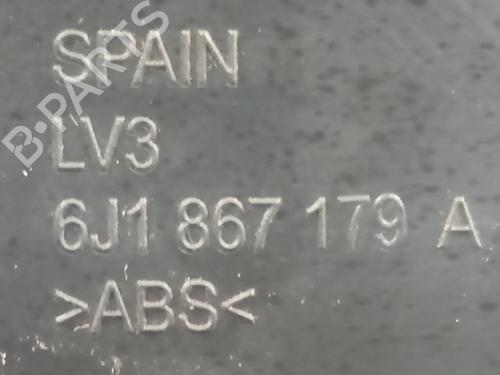 SPAIN
LV3
6J1 867 179 A
>ABS<
B-PARTS